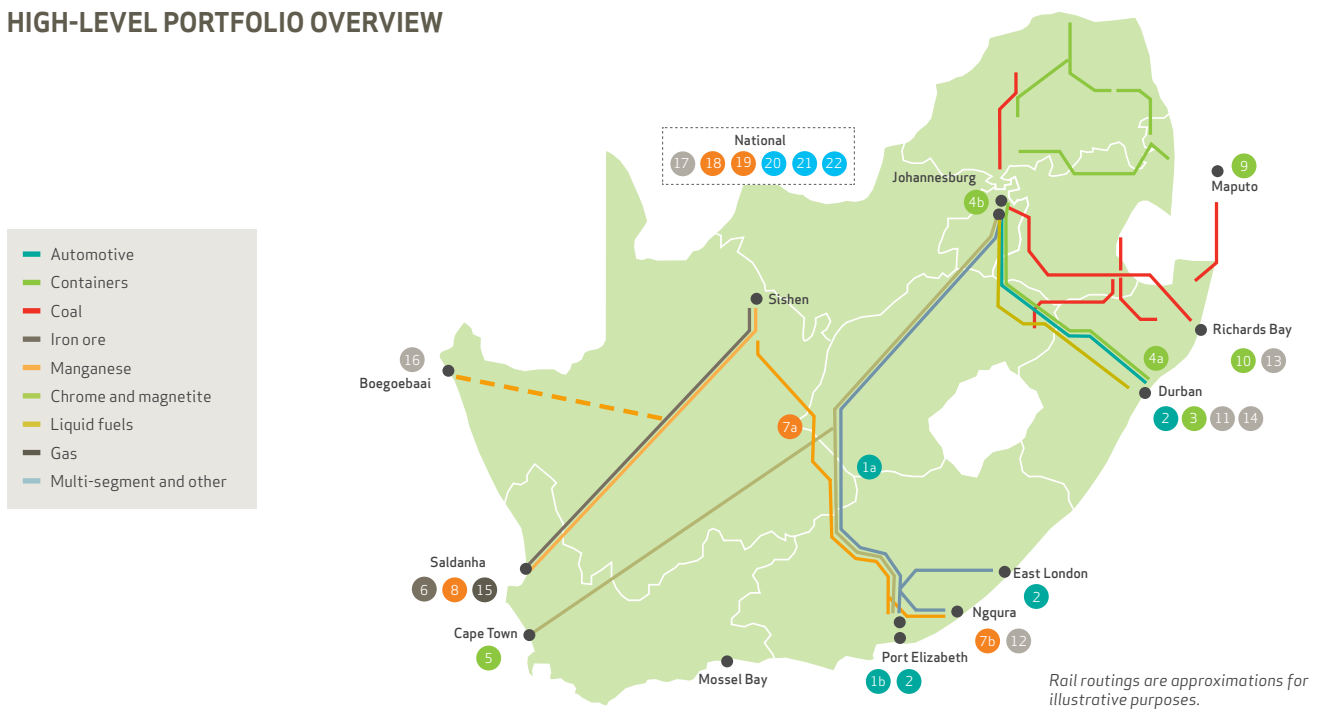 HIGH-LEVEL PORTFOLIO OVERVIEW
National
17 18 19 20 21 22
Johannesburg
4b
9
Maputo
Automotive
Containers
Coal
Iron ore
Manganese
Chrome and magnetite
Liquid fuels
Gas
Multi-segment and other
Sishen
Richards Bay
10 13
16
Boegoebaai
4a
Durban
2 3 11 14
7a
1a
Saldanha
6 8 15
East London
2
Cape Town
5
Ngqura
7b 12
Port Elizabeth
1b 2
Mossel Bay
Rail routings are approximations for
illustrative purposes.